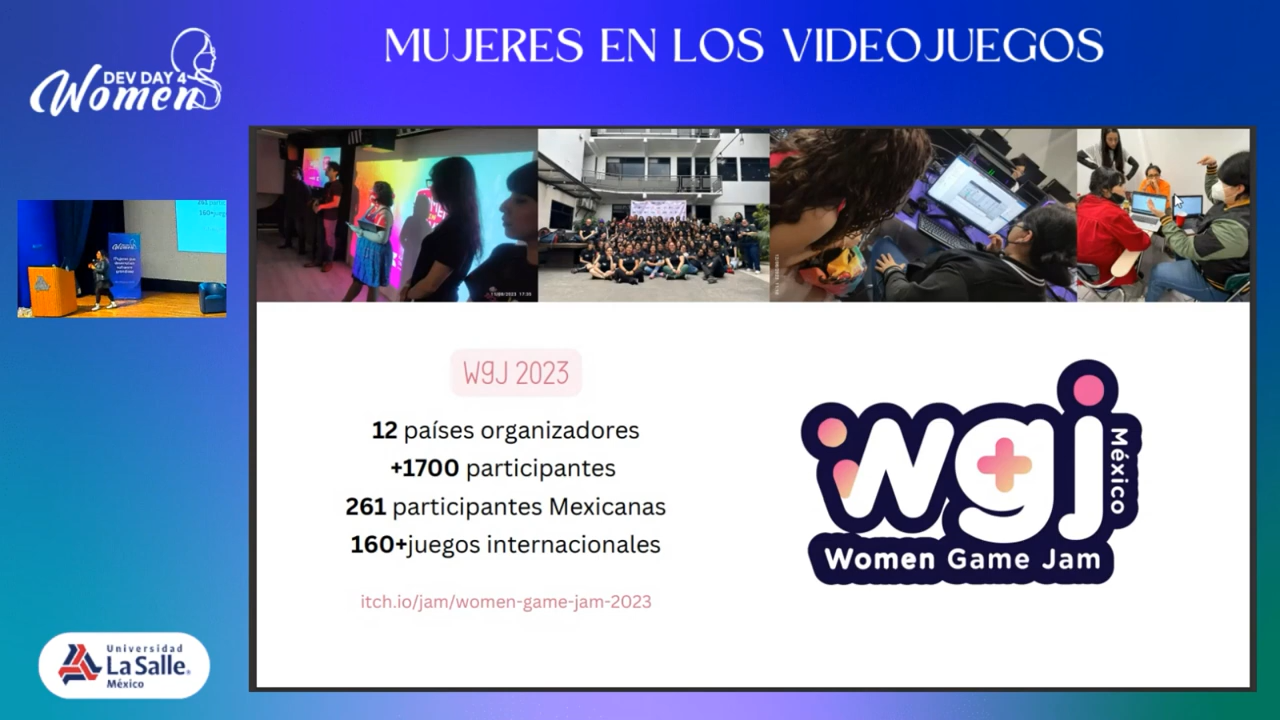 MUJERES EN LOS VIDEOJUEGOS
DEV DAY 4
Women
W9J 2023
12 países organizadores
+1700 participantes
261 participantes Mexicanas
160+juegos internacionales
itch.io/jam/women-game-jam-2023
wgj
México
Women Game Jam
Universidad
La Salle®
México